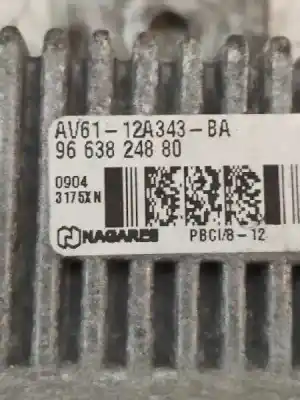 AV61-12A343-BA
96 638 248 80
0904
3175XN
NAGARES PBCI/8-12